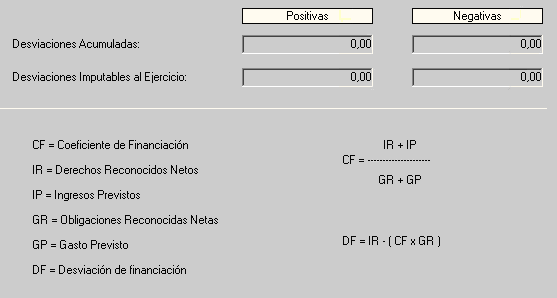 Positivas Negativas
Desviaciones Acumuladas: 0,00 0,00
Desviaciones Imputables al Ejercicio: 0,00 0,00
CF = Coeficiente de Financiación
IR + IP
CF = ---------------------
IR = Derechos Reconocidos Netos
GR + GP
IP = Ingresos Previstos
GR = Obligaciones Reconocidas Netas
GP = Gasto Previsto
DF = IR - ( CF x GR )
DF = Desviación de financiación